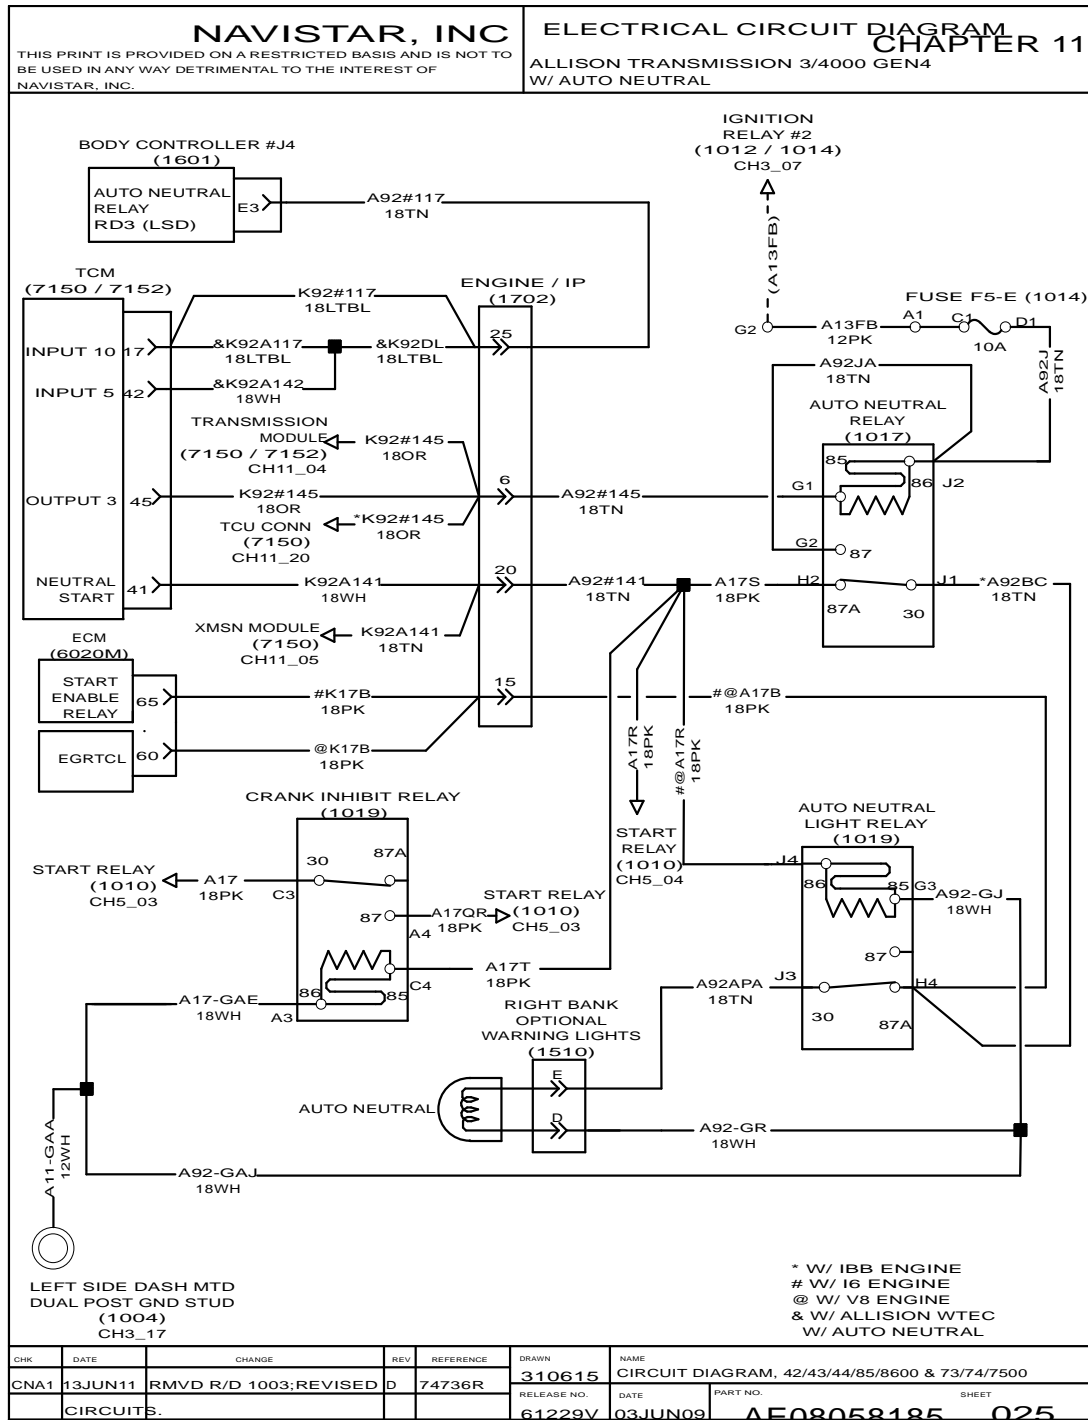 NAVISTAR, INC
THIS PRINT IS PROVIDED ON A RESTRICTED BASIS AND IS NOT TO
BE USED IN ANY WAY DETRIMENTAL TO THE INTEREST OF
NAVISTAR, INC.
ELECTRICAL CIRCUIT DIAGRAM
CHAPTER 11
ALLISON TRANSMISSION 3/4000 GEN4
W/ AUTO NEUTRAL
BODY CONTROLLER #J4
(1601)
AUTO NEUTRAL
RELAY
RD3 (LSD)
E3
A92#117
18TN
IGNITION
RELAY #2
(1012 / 1014)
CH3_07
(A13FB)
TCM
(7150 / 7152)
K92#117
18LTBL
ENGINE / IP
(1702)
FUSE F5-E (1014)
G2
A13FB
12PK
A1
C1
D1
10A
A92J
18TN
INPUT 10
17
&K92A117
18LTBL
&K92DL
18LTBL
25
INPUT 5
42
&K92A142
18WH
A92JA
18TN
AUTO NEUTRAL
RELAY
(1017)
TRANSMISSION
MODULE
(7150 / 7152)
CH11_04
K92#145
18OR
85
86
J2
OUTPUT 3
45
K92#145
18OR
6
A92#145
18TN
G1
TCU CONN
(7150)
CH11_20
*K92#145
18OR
G2
87
NEUTRAL
START
41
K92A141
18WH
20
A92#141
18TN
A17S
18PK
H2
J1
87A
30
*A92BC
18TN
XMSN MODULE
(7150)
CH11_05
K92A141
18TN
ECM
(6020M)
START
ENABLE
RELAY
65
#K17B
18PK
15
#@A17B
18PK
EGRTCL
60
@K17B
18PK
A17R
18PK
#@A17R
18PK
CRANK INHIBIT RELAY
(1019)
30
87A
START RELAY
(1010)
CH5_03
A17
18PK
C3
87
A4
A17QR
18PK
START RELAY
(1010)
CH5_03
START
RELAY
(1010)
CH5_04
AUTO NEUTRAL
LIGHT RELAY
(1019)
J4
86
85
G3
A92-GJ
18WH
87
A17T
18PK
C4
86
85
A3
A17-GAE
18WH
A92APA
18TN
J3
H4
30
87A
RIGHT BANK
OPTIONAL
WARNING LIGHTS
(1510)
AUTO NEUTRAL
E
D
A92-GR
18WH
A11-GAA
12WH
A92-GAJ
18WH
LEFT SIDE DASH MTD
DUAL POST GND STUD
(1004)
CH3_17
* W/ IBB ENGINE
# W/ I6 ENGINE
@ W/ V8 ENGINE
& W/ ALLISION WTEC
W/ AUTO NEUTRAL
CHK DATE CHANGE REV REFERENCE
CNA1 13JUN11 RMVD R/D 1003;REVISED D 74736R
CIRCUITS.
DRAWN
310615
NAME
CIRCUIT DIAGRAM, 42/43/44/85/8600 & 73/74/7500
RELEASE NO.
61229V
DATE
03JUN09
PART NO.
AE08058185
SHEET
025